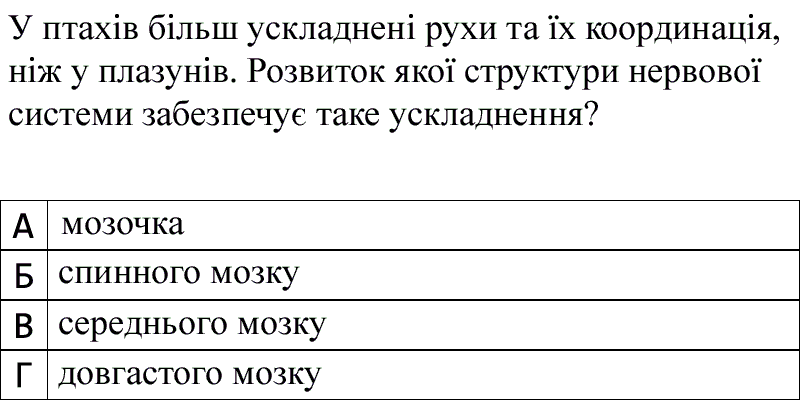 У птахів більш ускладнені рухи та їх координація,
ніж у плазунів. Розвиток якої структури нервової
системи забезпечує таке ускладнення?
А мозочка
Б спинного мозку
В середнього мозку
Г довгастого мозку